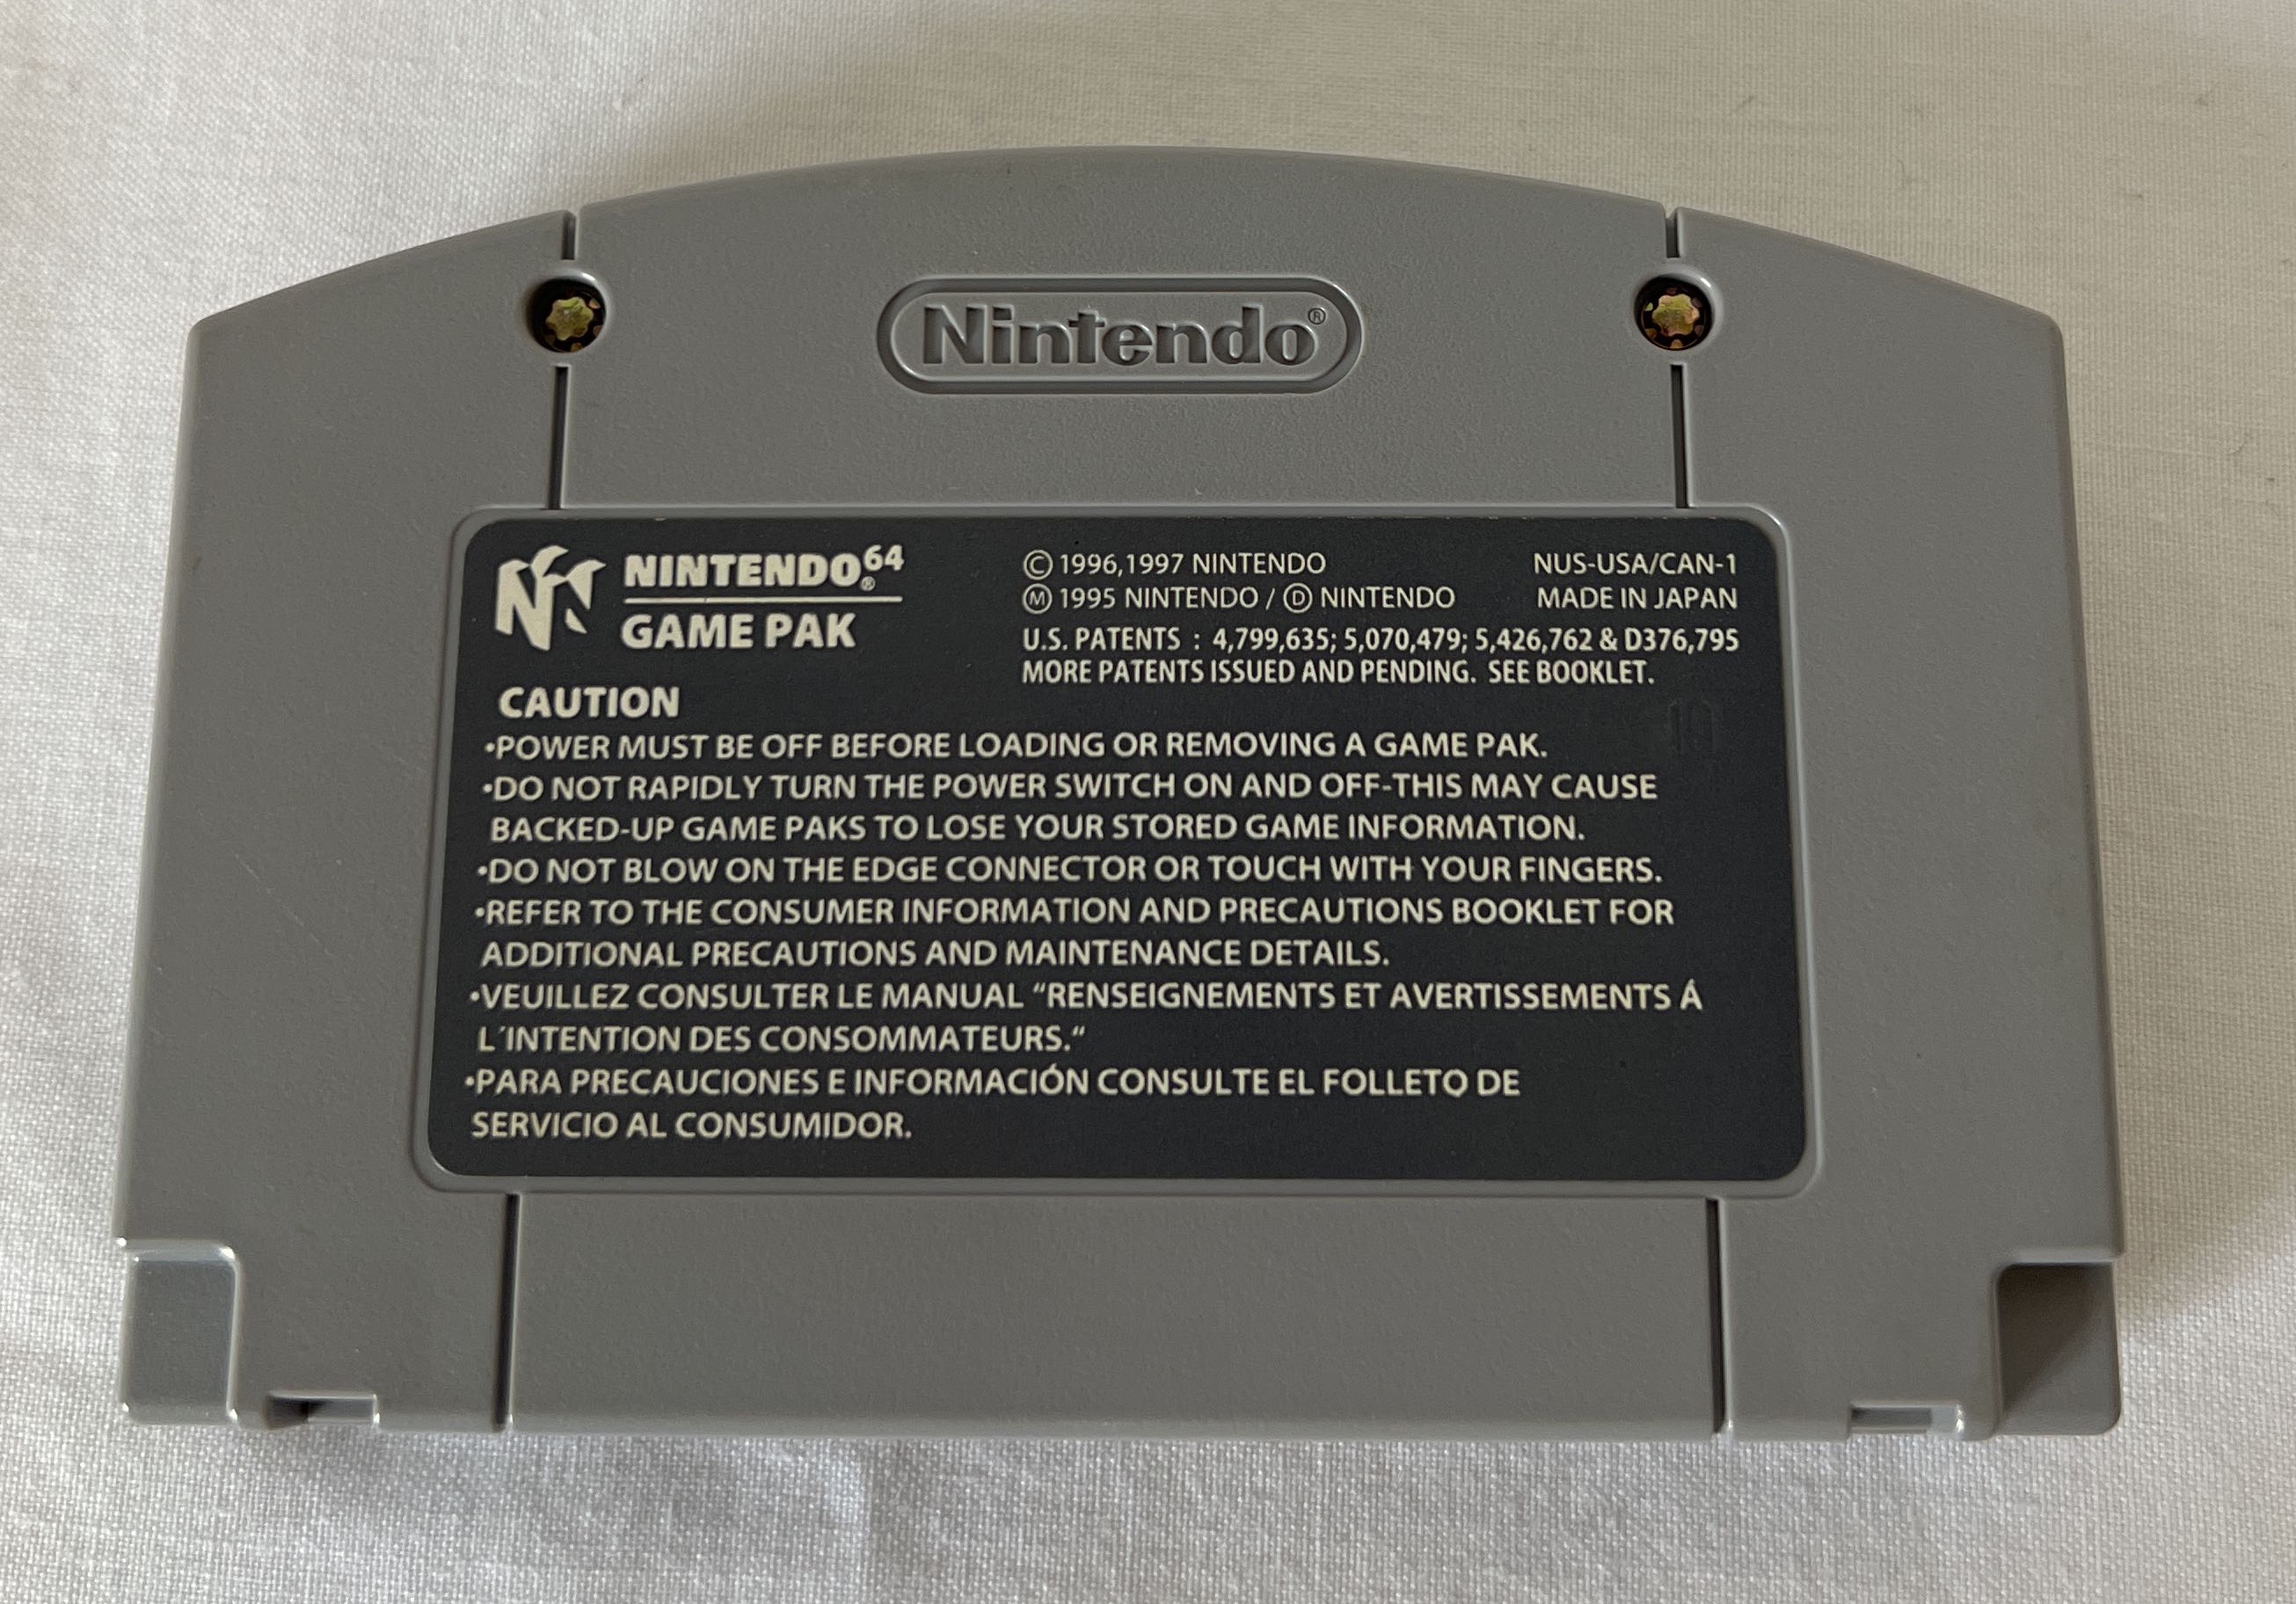 Nintendo®
NINTENDO64®
GAME PAK
Ⓒ1996,1997 NINTENDO
Ⓜ1995 NINTENDO / Ⓓ NINTENDO
NUS-USA/CAN-1
MADE IN JAPAN
U.S. PATENTS : 4,799,635; 5,070,479; 5,426,762 & D376,795
MORE PATENTS ISSUED AND PENDING. SEE BOOKLET.
CAUTION
•POWER MUST BE OFF BEFORE LOADING OR REMOVING A GAME PAK.
•DO NOT RAPIDLY TURN THE POWER SWITCH ON AND OFF-THIS MAY CAUSE
BACKED-UP GAME PAKS TO LOSE YOUR STORED GAME INFORMATION.
•DO NOT BLOW ON THE EDGE CONNECTOR OR TOUCH WITH YOUR FINGERS.
•REFER TO THE CONSUMER INFORMATION AND PRECAUTIONS BOOKLET FOR
ADDITIONAL PRECAUTIONS AND MAINTENANCE DETAILS.
•VEUILLEZ CONSULTER LE MANUAL “RENSEIGNEMENTS ET AVERTISSEMENTS Á
L´INTENTION DES CONSOMMATEURS.“
•PARA PRECAUCIONES E INFORMACIÓN CONSULTE EL FOLLETO DE
SERVICIO AL CONSUMIDOR.